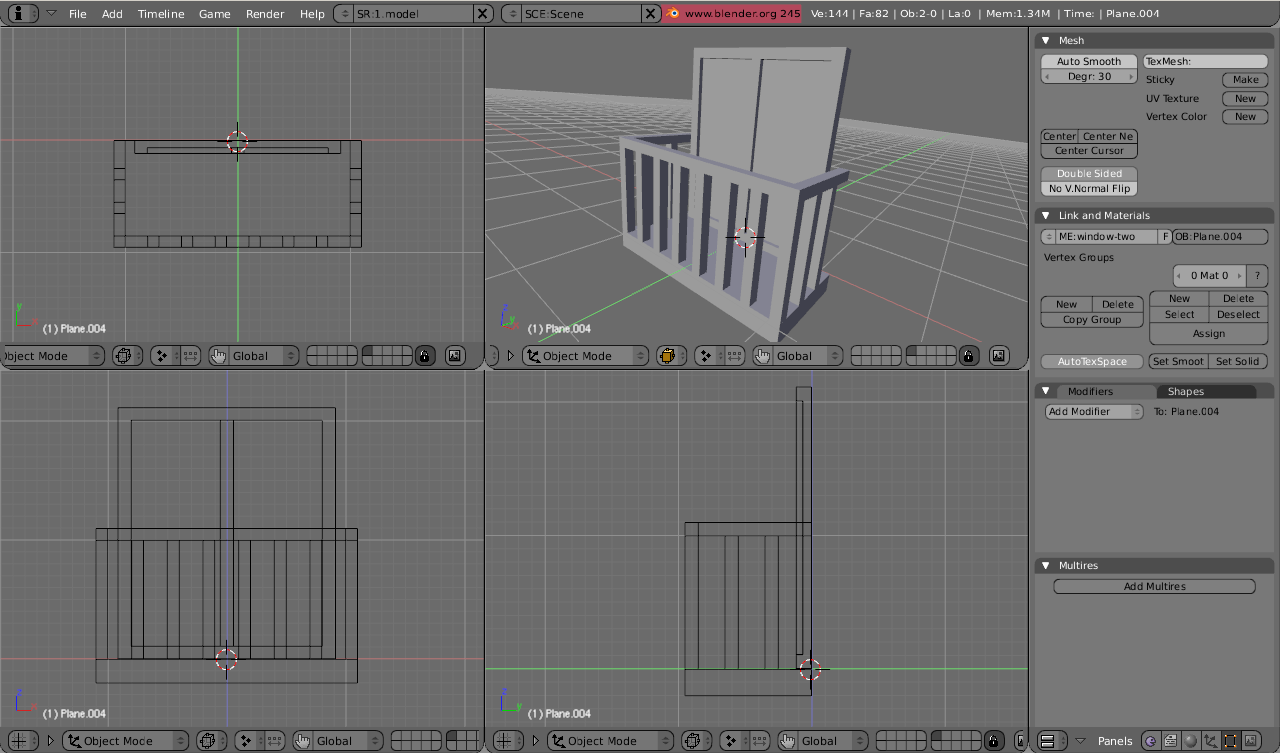 File Add Timeline Game Render Help SR:1.model SCE:Scene www.blender.org 245 Ve:144 | Fa:82 | Ob:2-0 | La:0 | Mem:1.34M | Time: | Plane.004
y x
(1) Plane.004
z y
(1) Plane.004
Object Mode Global
Object Mode Global
z x
(1) Plane.004
z y
(1) Plane.004
Object Mode Global
Object Mode Global
Mesh
Auto Smooth TexMesh:
Degr: 30 Sticky Make
UV Texture New
Vertex Color New
Center Center Ne
Center Cursor
Double Sided
No V.Normal Flip
Link and Materials
ME:window-two F OB:Plane.004
Vertex Groups
0 Mat 0 ?
New Delete New Delete
Copy Group Select Deselect
Assign
AutoTexSpace Set Smoot Set Solid
Modifiers Shapes
Add Modifier To: Plane.004
Multires
Add Multires
Panels